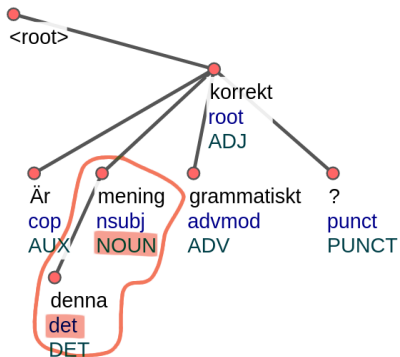 <root>
korrekt
root
ADJ
Är mening grammatiskt ?
cop nsubj advmod punct
AUX NOUN ADV PUNCT
denna
det
DET